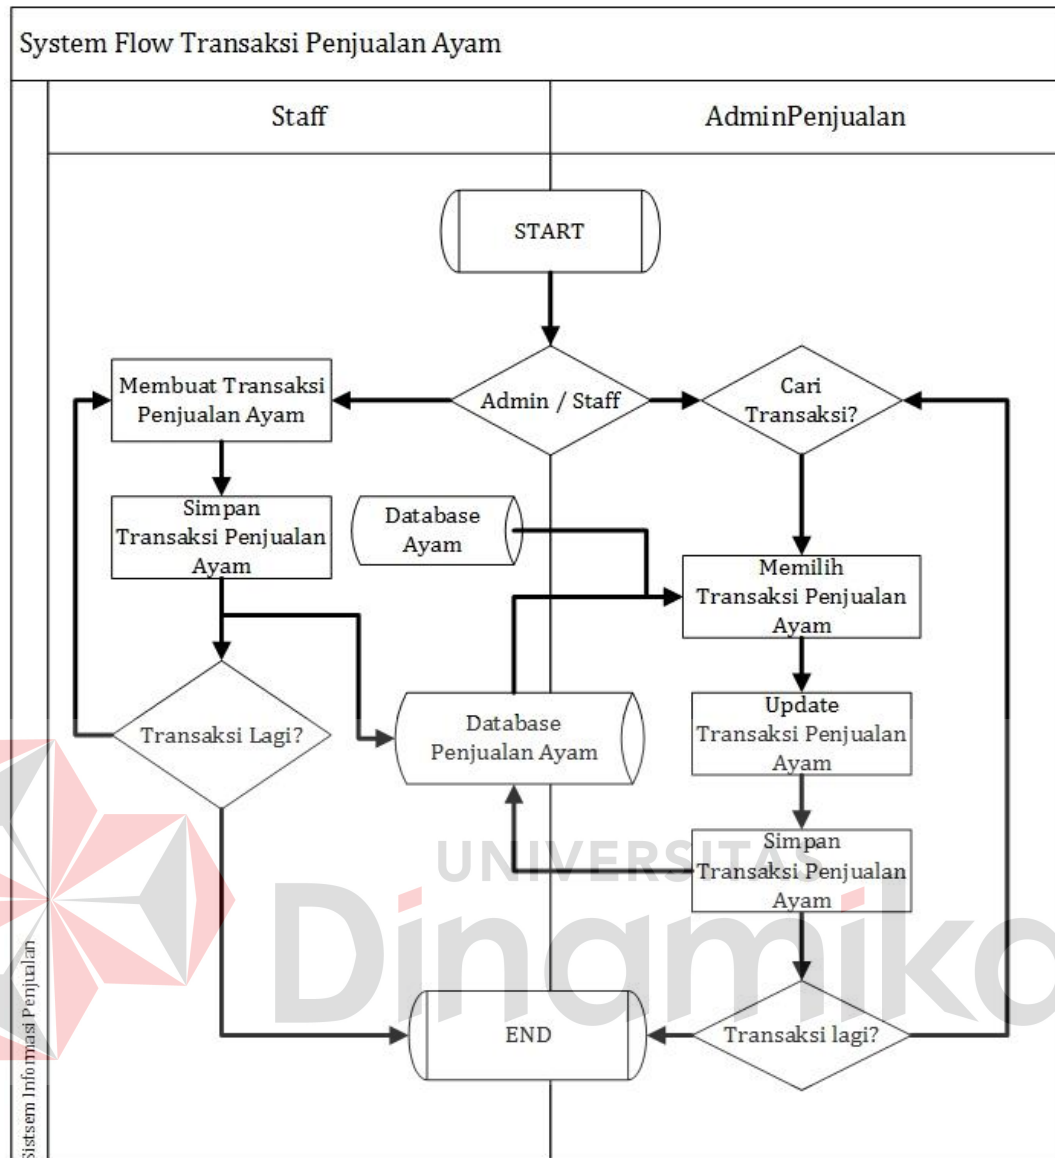 System Flow Transaksi Penjualan Ayam
Staff
AdminPenjualan
START
Membuat Transaksi
Penjualan Ayam
Admin / Staff
Cari
Transaksi?
Simpan
Transaksi Penjualan
Ayam
Database
Ayam
Memilih
Transaksi Penjualan
Ayam
Transaksi Lagi?
Database
Penjualan Ayam
Update
Transaksi Penjualan
Ayam
Simpan
Transaksi Penjualan
Ayam
UNIVERSITAS
Dinamika
END
Transaksi lagi?
Sistsem Informasi Penjualan